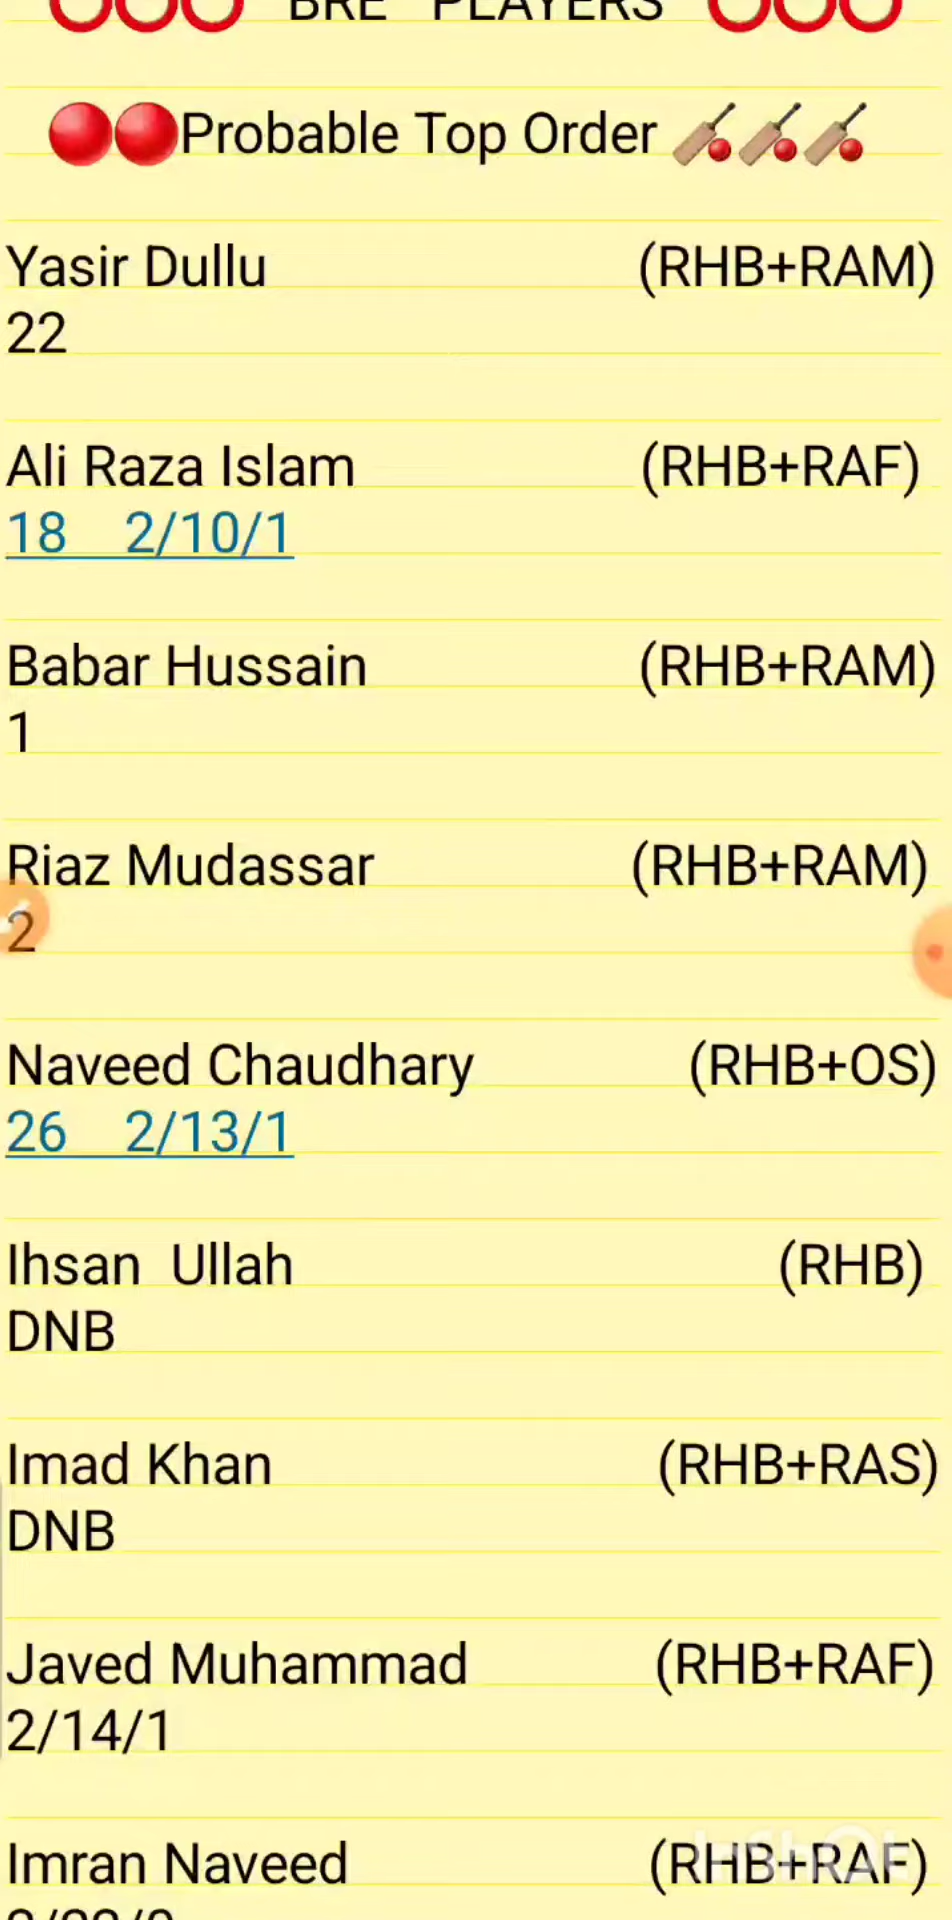 BRE PLAYERS
Probable Top Order
Yasir Dullu (RHB+RAM)
22
Ali Raza Islam (RHB+RAF)
18 2/10/1
Babar Hussain (RHB+RAM)
1
Riaz Mudassar (RHB+RAM)
2
Naveed Chaudhary (RHB+OS)
26 2/13/1
Ihsan Ullah (RHB)
DNB
Imad Khan (RHB+RAS)
DNB
Javed Muhammad (RHB+RAF)
2/14/1
Imran Naveed (RHB+RAF)